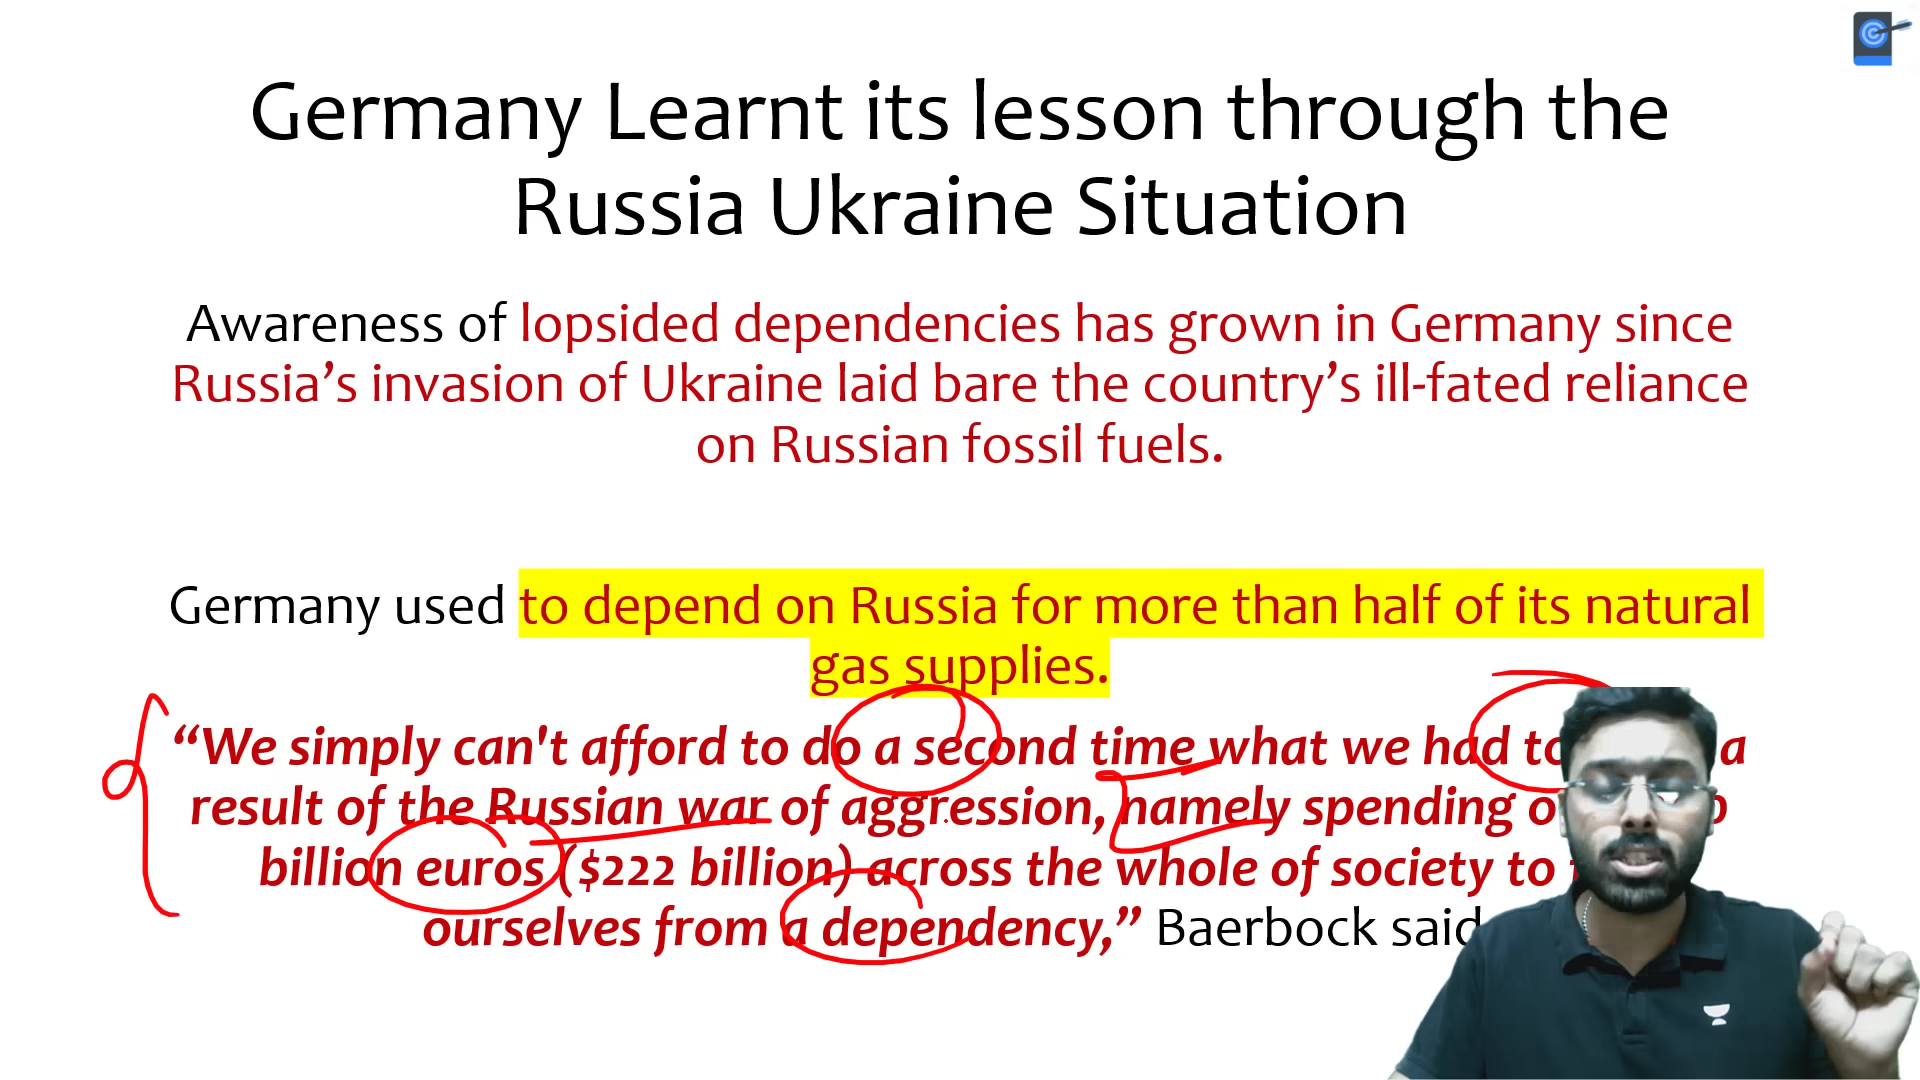 Germany Learnt its lesson through the
Russia Ukraine Situation
Awareness of lopsided dependencies has grown in Germany since
Russia’s invasion of Ukraine laid bare the country’s ill-fated reliance
on Russian fossil fuels.
Germany used to depend on Russia for more than half of its natural
gas supplies.
“We simply can't afford to do a second time what we had to a
result of the Russian war of aggression, namely spending
billion euros ($222 billion) across the whole of society to
ourselves from a dependency,” Baerbock said